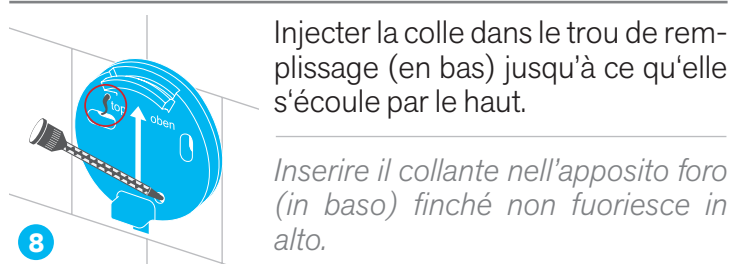 Injecter la colle dans le trou de rem-
plissage (en bas) jusqu’à ce qu‘elle
s‘écoule par le haut.
top
oben
Inserire il collante nell’apposito foro
(in baso) finché non fuoriesce in
alto.
8